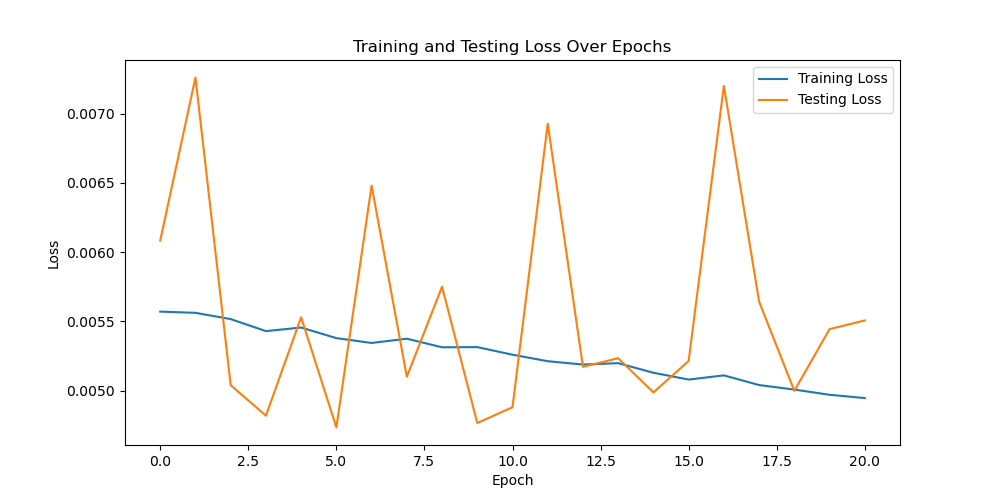 Training and Testing Loss Over Epochs
Training Loss
Testing Loss
0.0070
0.0065
0.0060
0.0055
0.0050
Loss
0.0 2.5 5.0 7.5 10.0 12.5 15.0 17.5 20.0
Epoch